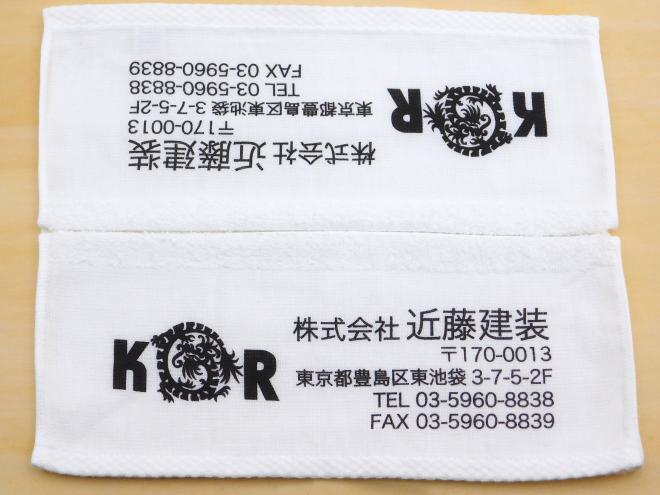 株式会社 近藤建装
〒170-0013
東京都豊島区東池袋 3-7-5-2F
TEL 03-5960-8838
FAX 03-5960-8839
K R
K R
株式会社 近藤建装
〒170-0013
東京都豊島区東池袋 3-7-5-2F
TEL 03-5960-8838
FAX 03-5960-8839